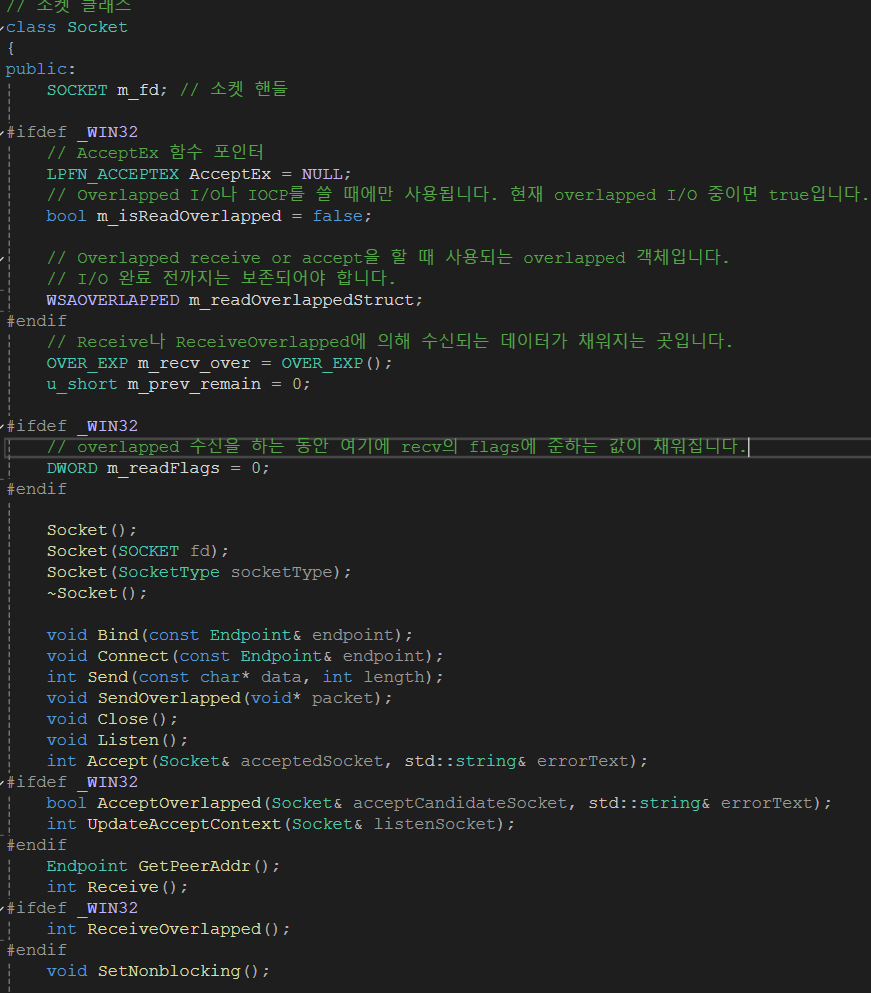 // 소켓 클래스
class Socket
{
public:
    SOCKET m_fd; // 소켓 핸들
#ifdef _WIN32
    // AcceptEx 함수 포인터
    LPFN_ACCEPTEX AcceptEx = NULL;
    // Overlapped I/O나 IOCP를 쓸 때에만 사용됩니다. 현재 overlapped I/O 중이면 true입니다.
    bool m_isReadOverlapped = false;
    // Overlapped receive or accept을 할 때 사용되는 overlapped 객체입니다.
    // I/O 완료 전까지는 보존되어야 합니다.
    WSAOVERLAPPED m_readOverlappedStruct;
#endif
    // Receive나 ReceiveOverlapped에 의해 수신되는 데이터가 채워지는 곳입니다.
    OVER_EXP m_recv_over = OVER_EXP();
    u_short m_prev_remain = 0;
#ifdef _WIN32
    // overlapped 수신을 하는 동안 여기에 recv의 flags에 준하는 값이 채워집니다.
    DWORD m_readFlags = 0;
#endif
    Socket();
    Socket(SOCKET fd);
    Socket(SocketType socketType);
    ~Socket();
    void Bind(const Endpoint& endpoint);
    void Connect(const Endpoint& endpoint);
    int Send(const char* data, int length);
    void SendOverlapped(void* packet);
    void Close();
    void Listen();
    int Accept(Socket& acceptedSocket, std::string& errorText);
#ifdef _WIN32
    bool AcceptOverlapped(Socket& acceptCandidateSocket, std::string& errorText);
    int UpdateAcceptContext(Socket& listenSocket);
#endif
    Endpoint GetPeerAddr();
    int Receive();
#ifdef _WIN32
    int ReceiveOverlapped();
#endif
    void SetNonblocking();